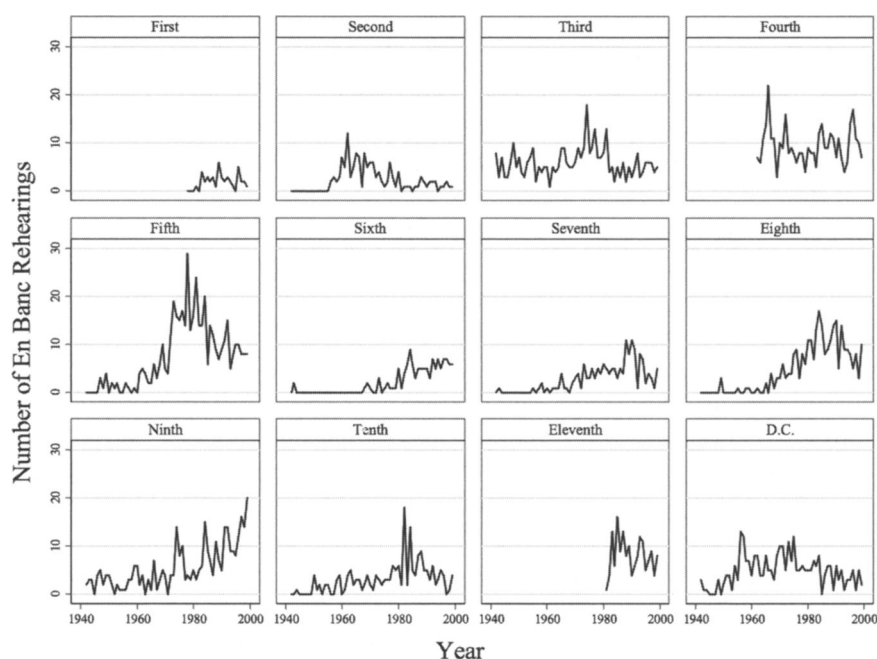 First Second Third Fourth
30
20
10
0
Fifth Sixth Seventh Eighth
30
20
10
0
Ninth Tenth Eleventh D.C.
30
20
10
0
1940 1960 1980 2000 1940 1960 1980 2000 1940 1960 1980 2000 1940 1960 1980 2000
Number of En Banc Rehearings
Year